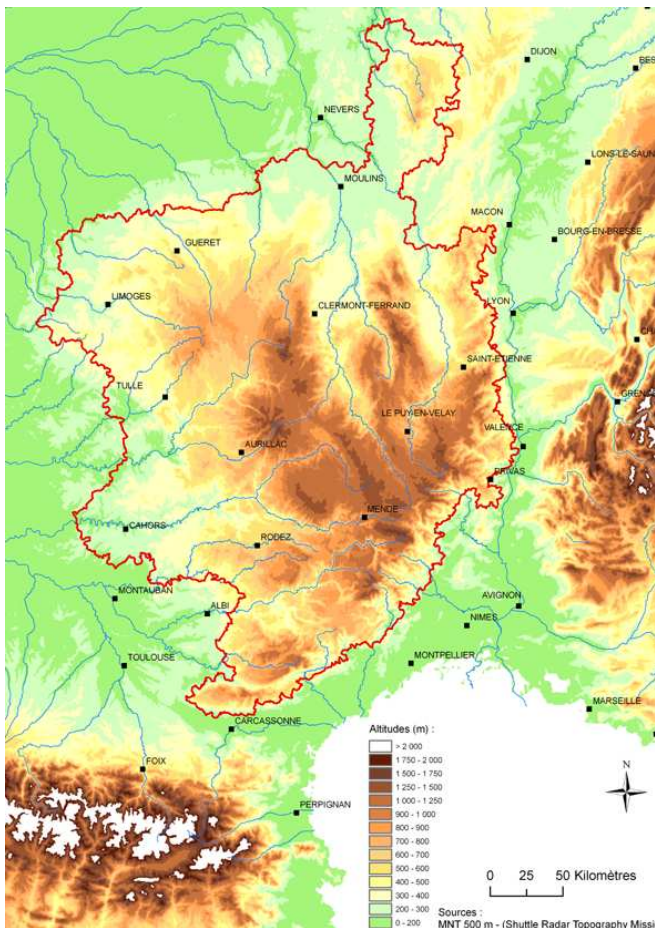 DIJON
BES
NEVERS
LONS-LE-SAUN
MOULINS
MACON
BOURG-EN-BRESSE
GUERET
LIMOGES
CLERMONT-FERRAND
LYON
CH
SAINT-ETIENNE
TULLE
GREN
LE PUY-EN-VELAY
VALENCE
AURILLAC
PRIVAS
MENDE
CAHORS
RODEZ
MONTAUBAN
ALBI
AVIGNON
NIMES
TOULOUSE
MONTPELLIER
MARSEILLE
CARCASSONNE
FOIX
PERPIGNAN
Altitudes (m) :
> 2 000
1 750 - 2 000
1 500 - 1 750
1 250 - 1 500
1 000 - 1 250
900 - 1 000
800 - 900
700 - 800
600 - 700
500 - 600
400 - 500
300 - 400
200 - 300
0 - 200
N
0 25 50 Kilomètres
Sources :
MNT 500 m - (Shuttle Radar Topography Missi